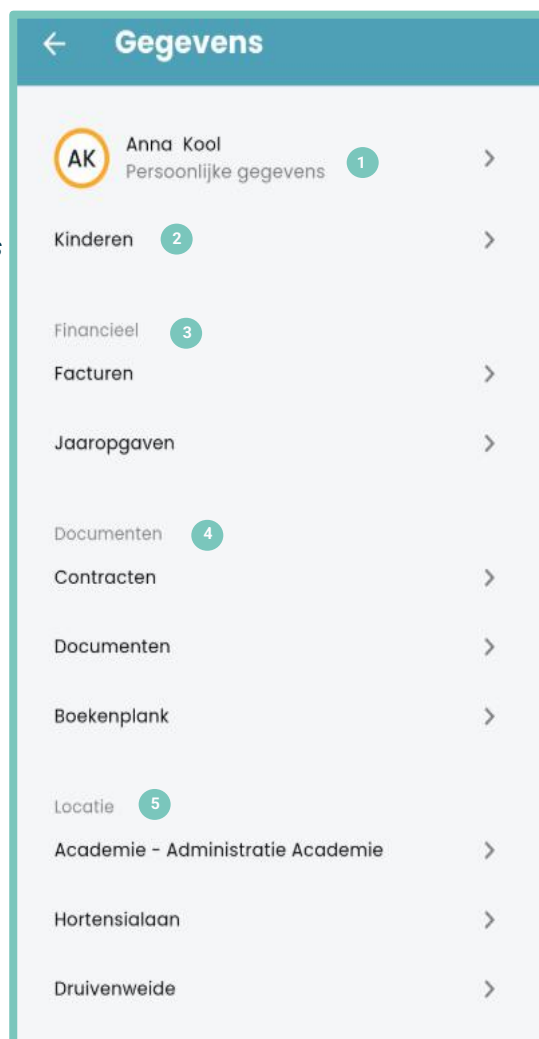 Gegevens
AK
Anna Kool
Persoonlijke gegevens 1
Kinderen 2
Financieel 3
Facturen
Jaaropgaven
Documenten 4
Contracten
Documenten
Boekenplank
Locatie 5
Academie - Administratie Academie
Hortensialaan
Druivenweide